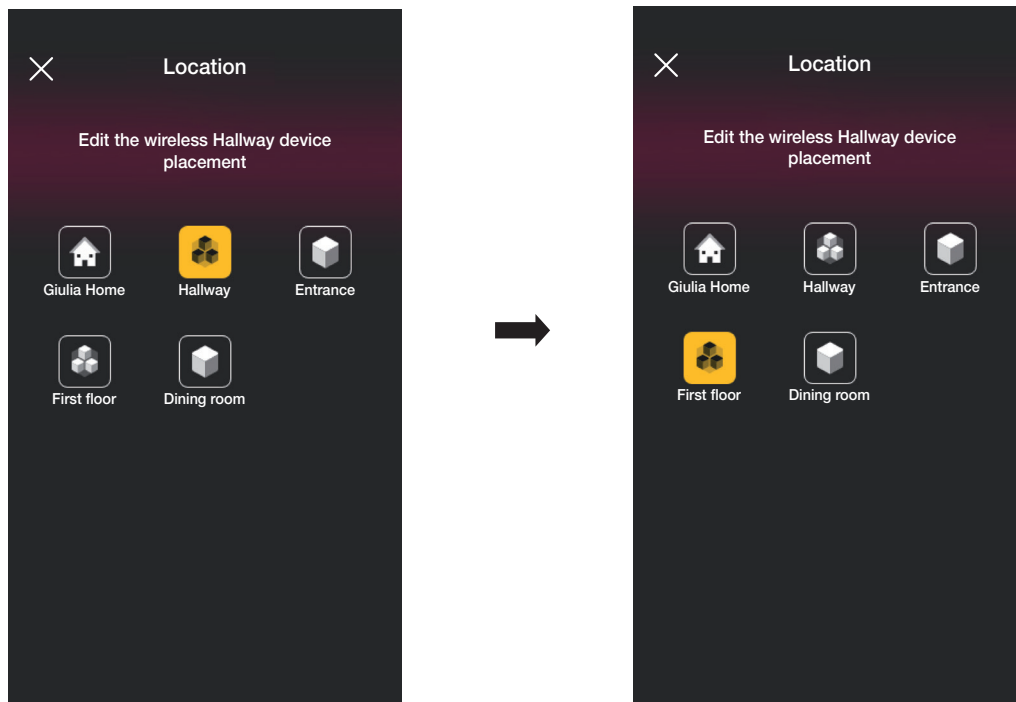 Location
Edit the wireless Hallway device
placement
Giulia Home
Hallway
Entrance
First floor
Dining room
Location
Edit the wireless Hallway device
placement
Giulia Home
Hallway
Entrance
First floor
Dining room